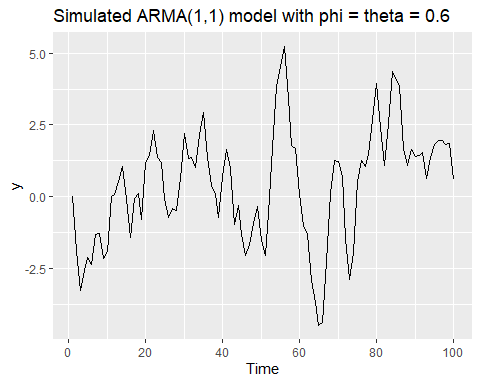 Simulated ARMA(1,1) model with phi = theta = 0.6
5.0
2.5
0.0
-2.5
y
0 20 40 60 80 100
Time